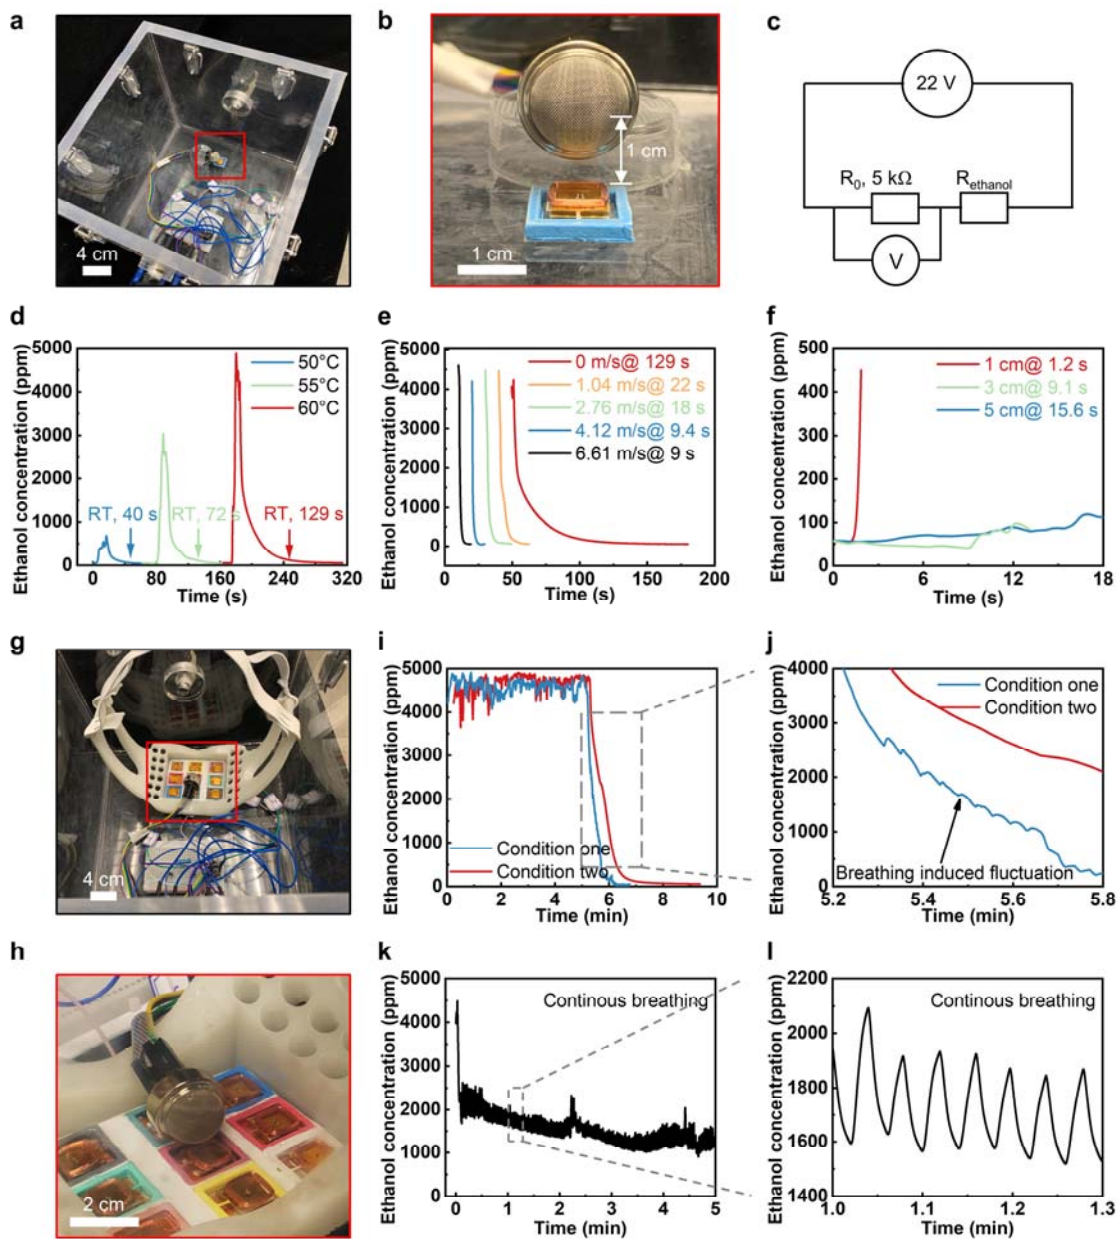 a
4 cm
b
1 cm
1 cm
c
22 V
R0, 5 kΩ
Rethanol
V
d
Ethanol concentration (ppm)
5000
4000
3000
2000
1000
0
50°C
55°C
60°C
RT, 40 s
RT, 72 s
RT, 129 s
0 80 160 240 320
Time (s)
e
Ethanol concentration (ppm)
5000
4000
3000
2000
1000
0
0 m/s@ 129 s
1.04 m/s@ 22 s
2.76 m/s@ 18 s
4.12 m/s@ 9.4 s
6.61 m/s@ 9 s
0 50 100 150 200
Time (s)
f
Ethanol concentration (ppm)
500
400
300
200
100
0
1 cm@ 1.2 s
3 cm@ 9.1 s
5 cm@ 15.6 s
0 6 12 18
Time (s)
g
4 cm
i
Ethanol concentration (ppm)
5000
4000
3000
2000
1000
0
Condition one
Condition two
0 2 4 6 8 10
Time (min)
j
Ethanol concentration (ppm)
4000
3000
2000
1000
0
Condition one
Condition two
Breathing induced fluctuation
5.2 5.4 5.6 5.8
Time (min)
h
2 cm
k
Ethanol concentration (ppm)
5000
4000
3000
2000
1000
0
Continous breathing
0 1 2 3 4 5
Time (min)
l
Ethanol concentration (ppm)
2200
2000
1800
1600
1400
Continous breathing
1.0 1.1 1.2 1.3
Time (min)